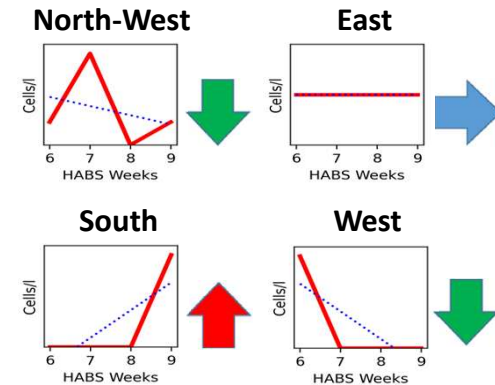 North-West
Cells/l
6 7 8 9
HABS Weeks
East
Cells/l
6 7 8 9
HABS Weeks
South
Cells/l
6 7 8 9
HABS Weeks
West
Cells/l
6 7 8 9
HABS Weeks